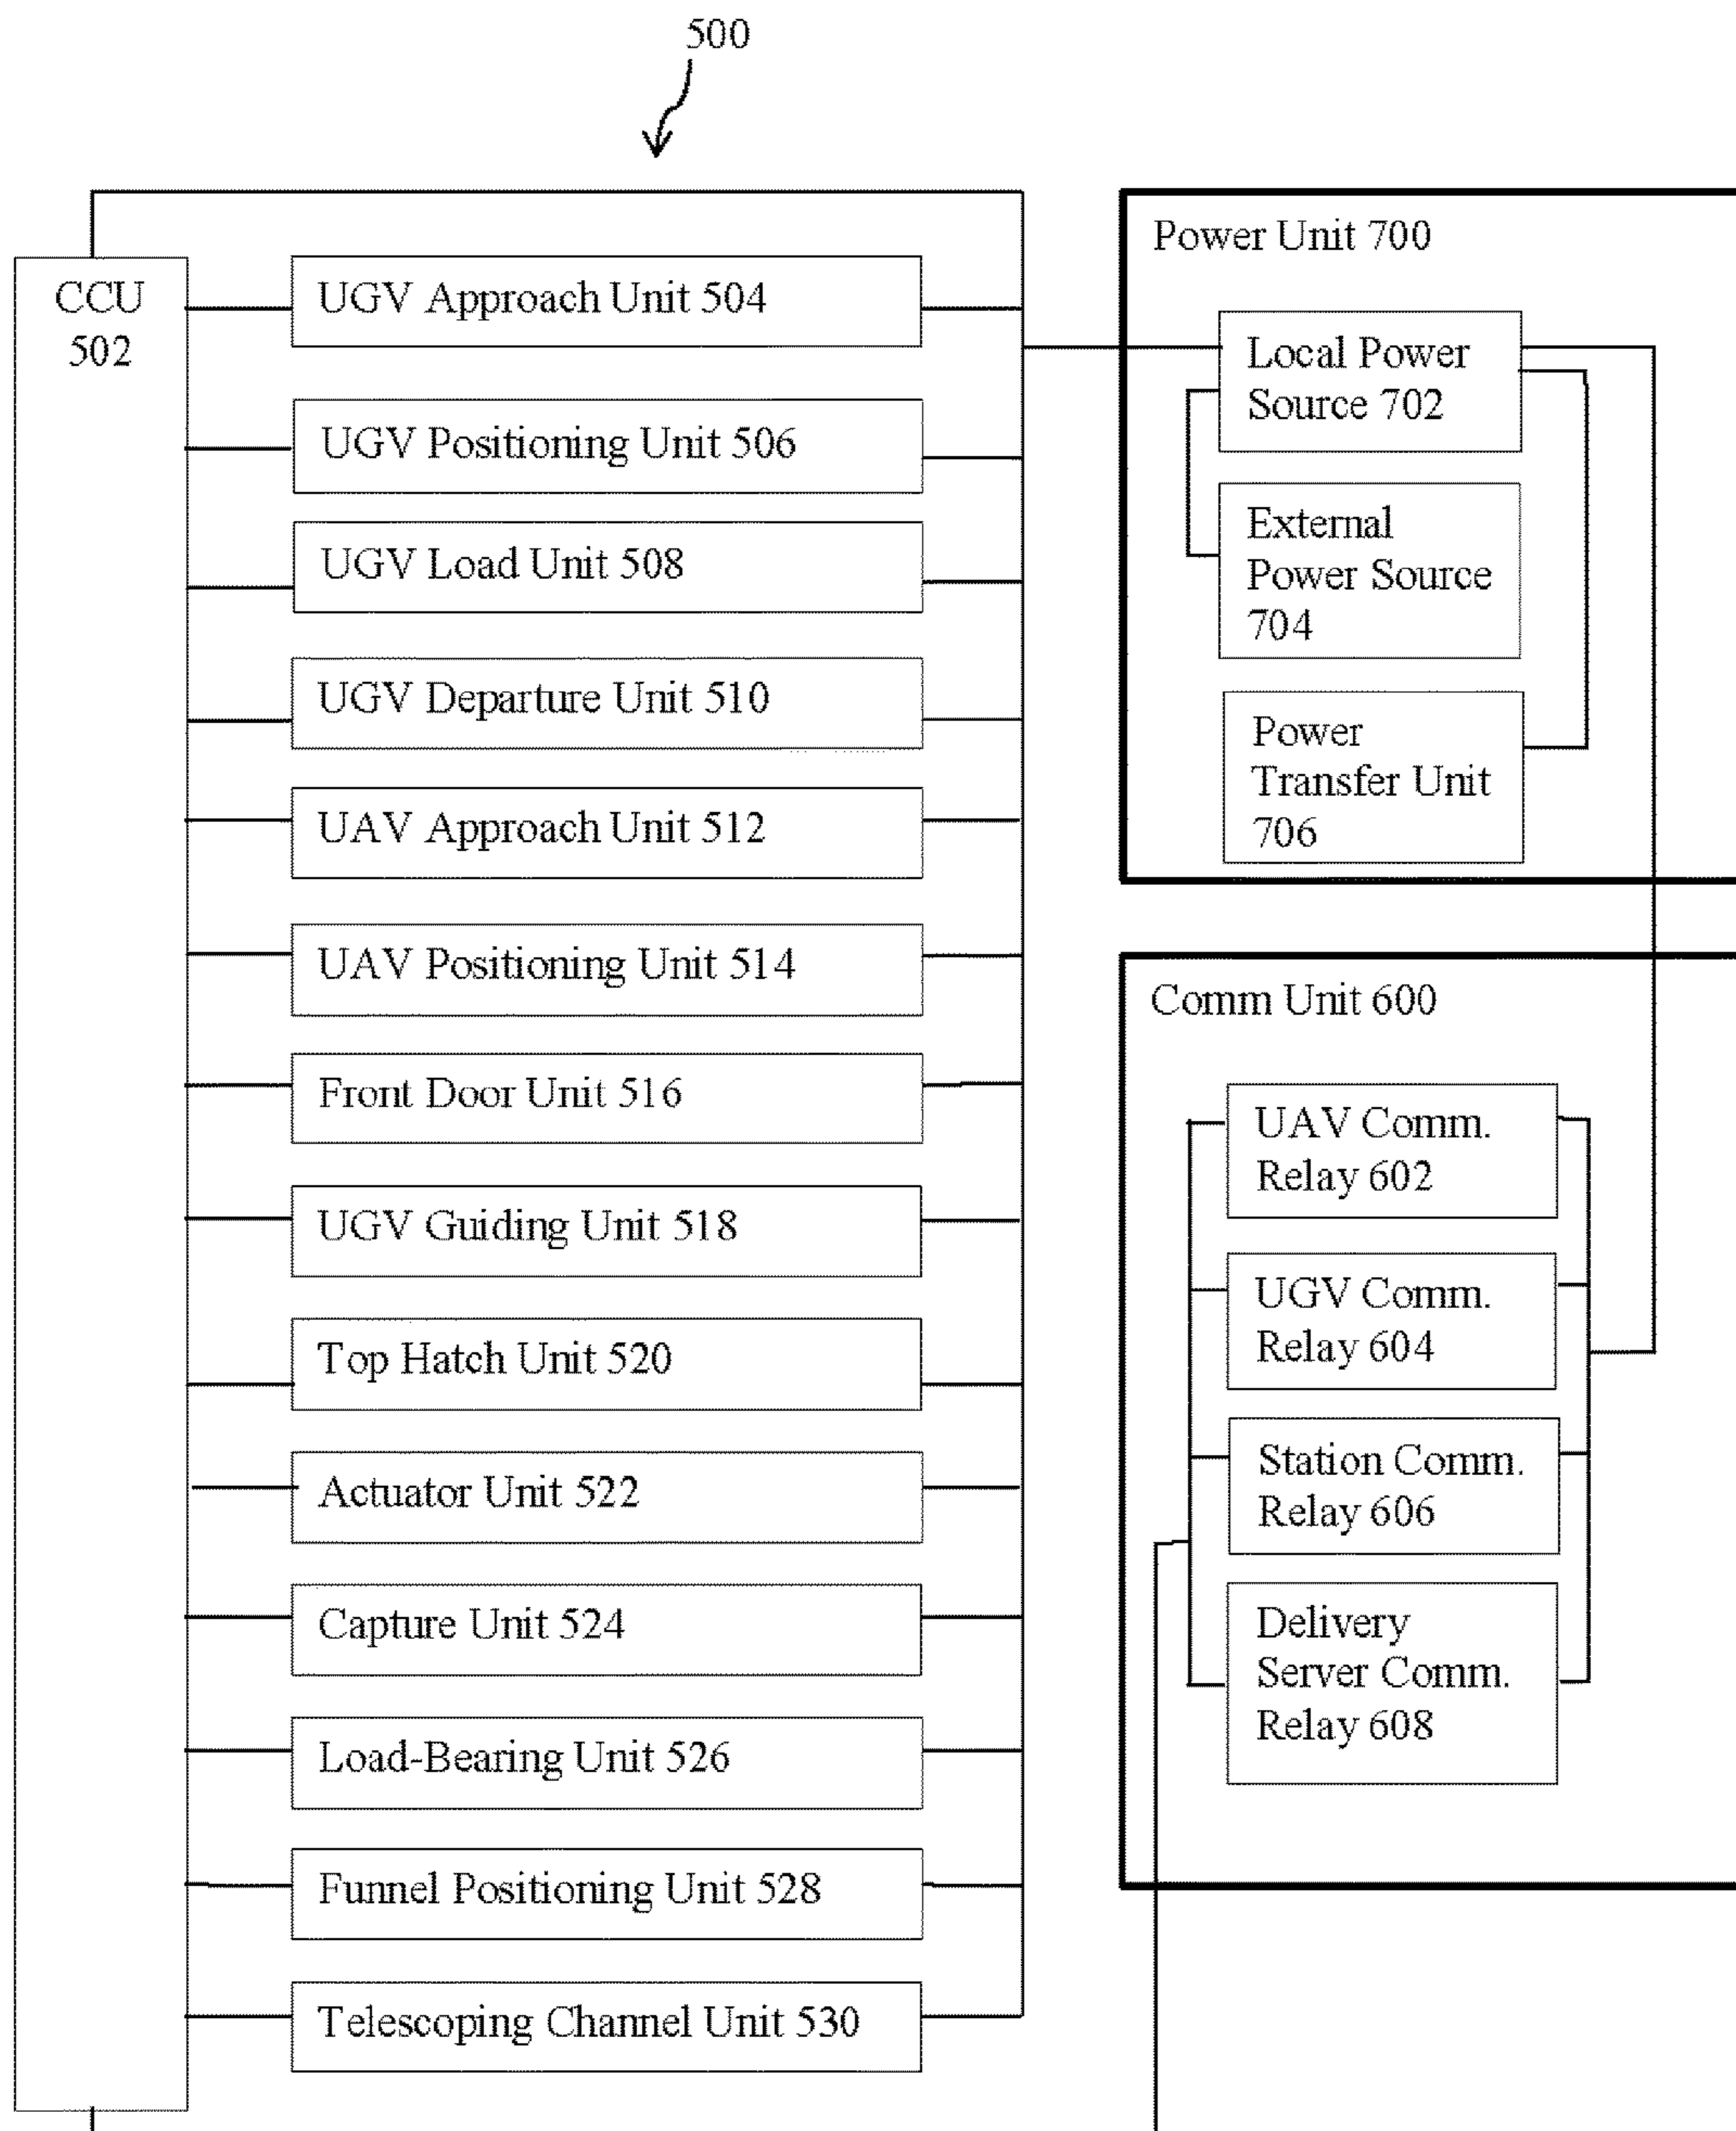 500
CCU
502
UGV Approach Unit 504
UGV Positioning Unit 506
UGV Load Unit 508
UGV Departure Unit 510
UAV Approach Unit 512
UAV Positioning Unit 514
Front Door Unit 516
UGV Guiding Unit 518
Top Hatch Unit 520
Actuator Unit 522
Capture Unit 524
Load-Bearing Unit 526
Funnel Positioning Unit 528
Telescoping Channel Unit 530
Power Unit 700
Local Power
Source 702
External
Power Source
704
Power
Transfer Unit
706
Comm Unit 600
UAV Comm.
Relay 602
UGV Comm.
Relay 604
Station Comm.
Relay 606
Delivery
Server Comm.
Relay 608